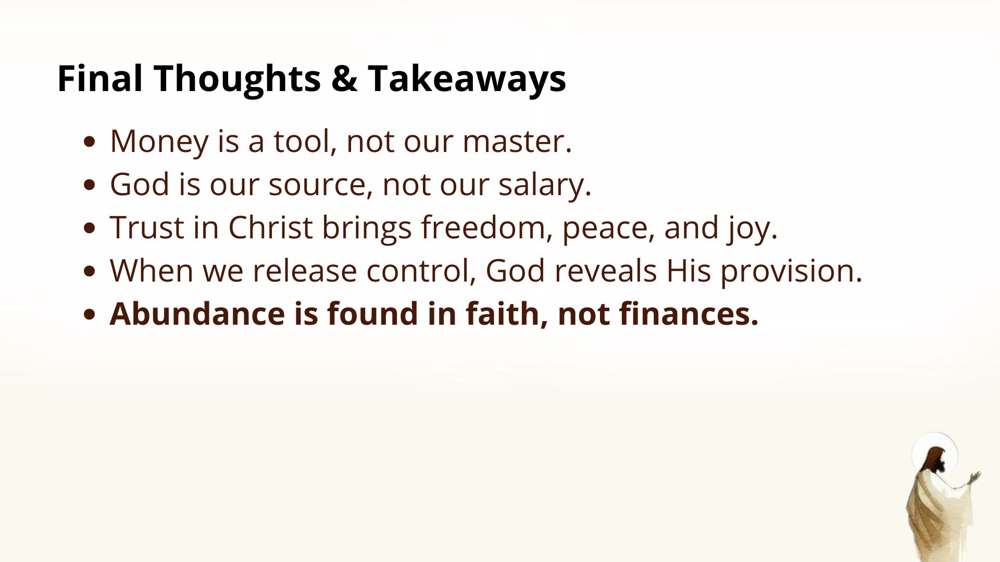 Final Thoughts & Takeaways
• Money is a tool, not our master.
• God is our source, not our salary.
• Trust in Christ brings freedom, peace, and joy.
• When we release control, God reveals His provision.
• Abundance is found in faith, not finances.